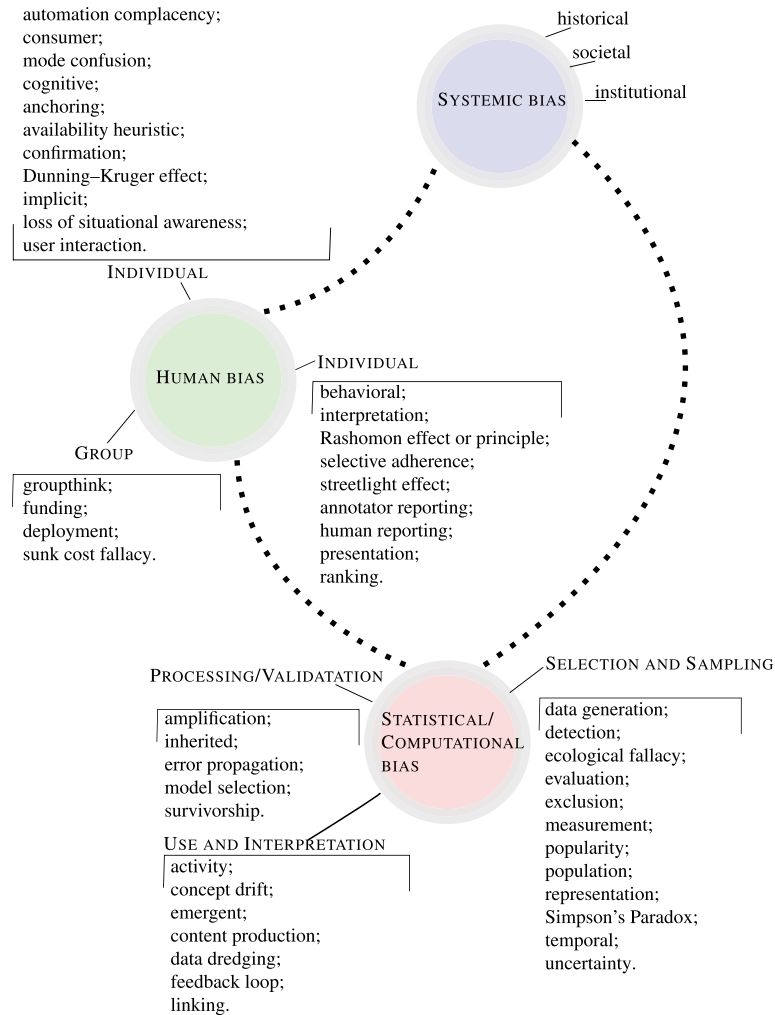 automation complacency;
consumer;
mode confusion;
cognitive;
anchoring;
availability heuristic;
confirmation;
Dunning–Kruger effect;
implicit;
loss of situational awareness;
user interaction.
INDIVIDUAL
historical
societal
institutional
SYSTEMIC BIAS
HUMAN BIAS
INDIVIDUAL
behavioral;
interpretation;
Rashomon effect or principle;
selective adherence;
streetlight effect;
annotator reporting;
human reporting;
presentation;
ranking.
GROUP
groupthink;
funding;
deployment;
sunk cost fallacy.
PROCESSING/VALIDATATION
amplification;
inherited;
error propagation;
model selection;
survivorship.
STATISTICAL/
COMPUTATIONAL
BIAS
SELECTION AND SAMPLING
data generation;
detection;
ecological fallacy;
evaluation;
exclusion;
measurement;
popularity;
population;
representation;
Simpson's Paradox;
temporal;
uncertainty.
USE AND INTERPRETATION
activity;
concept drift;
emergent;
content production;
data dredging;
feedback loop;
linking.